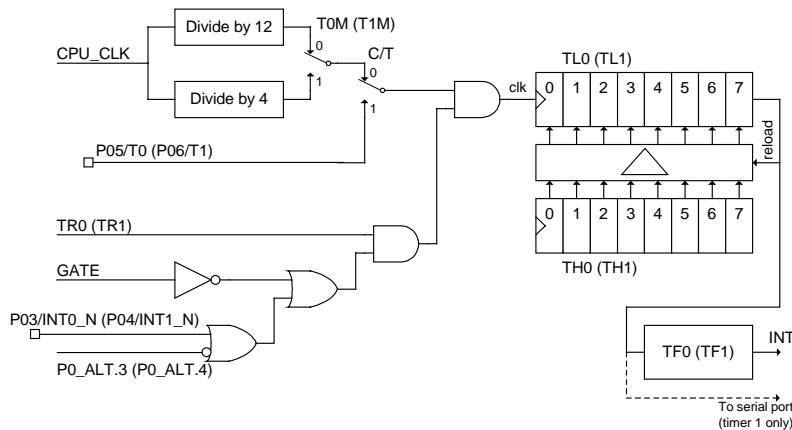 Divide by 12
T0M (T1M)
0
1
CPU_CLK
Divide by 4
C/T
0
1
P05/T0 (P06/T1)
TL0 (TL1)
clk
0 1 2 3 4 5 6 7
reload
0 1 2 3 4 5 6 7
TH0 (TH1)
TR0 (TR1)
GATE
P03/INT0_N (P04/INT1_N)
P0_ALT.3 (P0_ALT.4)
TF0 (TF1)
INT
To serial port
(timer 1 only)